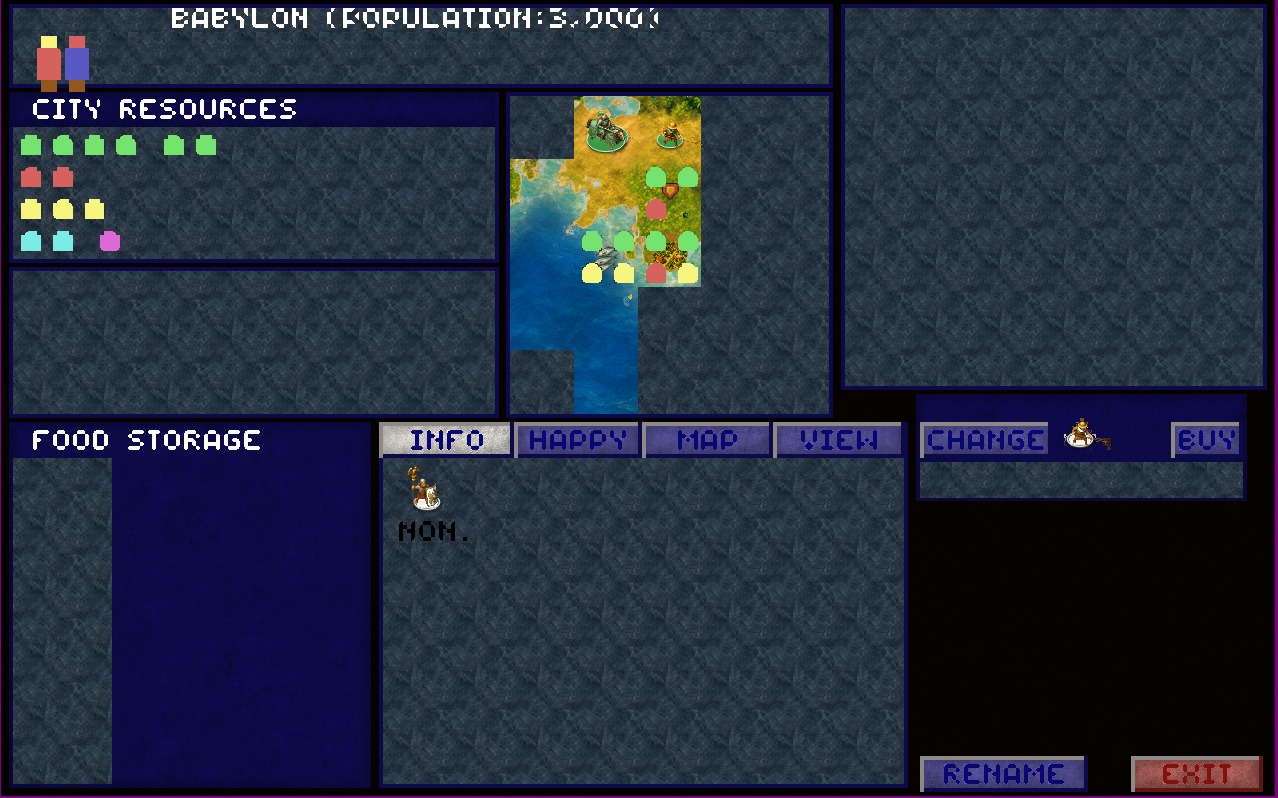 BABYLON (POPULATION:3,000)
CITY RESOURCES
FOOD STORAGE
INFO
HAPPY
MAP
VIEW
CHANGE
BUY
NON.
RENAME
EXIT